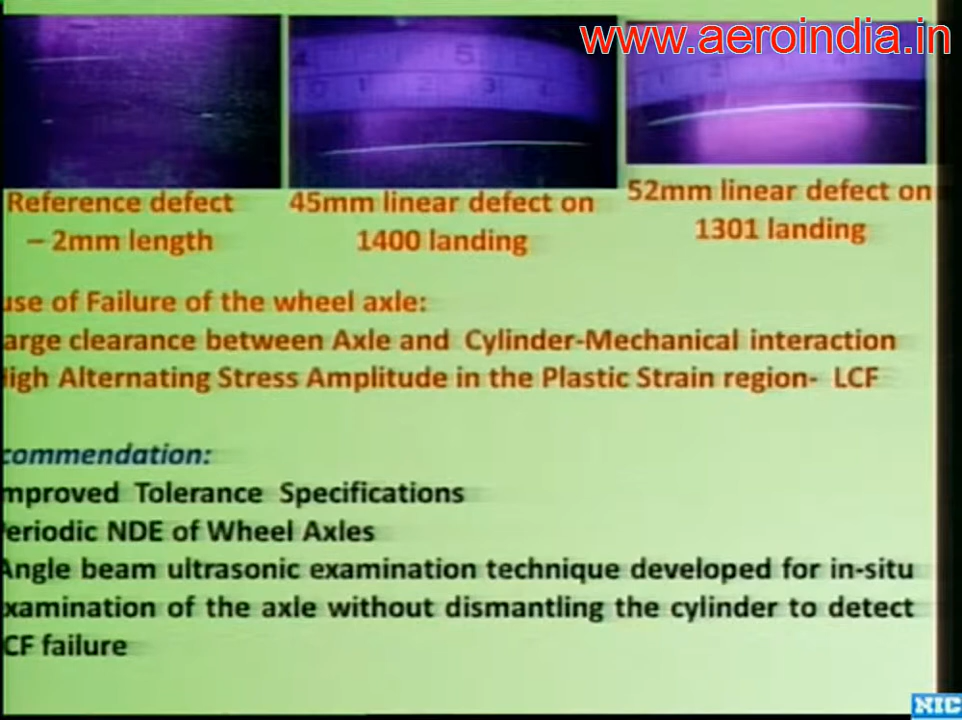 www.aeroindia.in
Reference defect
– 2mm length
45mm linear defect on
1400 landing
52mm linear defect on
1301 landing
use of Failure of the wheel axle:
arge clearance between Axle and Cylinder-Mechanical interaction
igh Alternating Stress Amplitude in the Plastic Strain region- LCF
commendation:
mproved Tolerance Specifications
eriodic NDE of Wheel Axles
Angle beam ultrasonic examination technique developed for in-situ
xamination of the axle without dismantling the cylinder to detect
CF failure
NIC